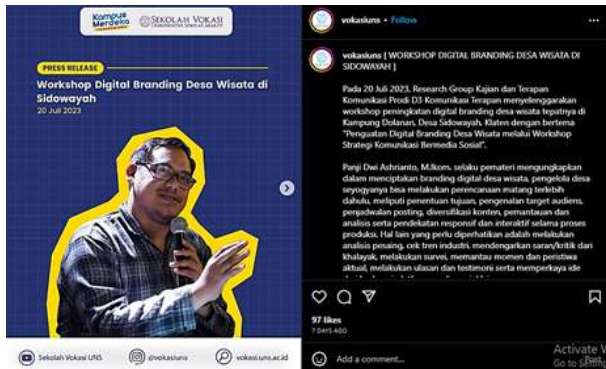 Kampus
Merdeka
SEKOLAH VOKASI
UNIVERSITAS SEBELAS MARET
PRESS RELEASE
Workshop Digital Branding Desa Wisata di
Sidowayah
20 Juli 2023
Sekolah Vokasi UNS
@vokasiuns
vokasi.uns.ac.id
vokasiuns • Follow
vokasiuns [ WORKSHOP DIGITAL BRANDING DESA WISATA DI
SIDOWAYAH ]
Pada 20 Juli 2023, Research Group Kajian dan Terapan
Komunikasi Prodi D3 Komunikasi Terapan menyelenggarakan
workshop peningkatan digital branding desa wisata tepatnya di
Kampung Dolanan, Desa Sidowayah, Klaten dengan bertema
"Penguatan Digital Branding Desa Wisata melalui Workshop
Strategi Komunikasi Bermedia Sosial".
Panji Dwi Ashrianto, M.Ikom. selaku pemateri mengungkapkan
dalam menciptakan branding digital desa wisata, pengelola desa
seyogyanya bisa melakukan perencanaan matang terlebih
dahulu, meliputi penentuan tujuan, pengenalan target audiens,
penjadwalan posting, diversifikasi konten, pemantauan dan
analisis serta pendekatan responsif dan interaktif selama proses
produksi. Hal lain yang perlu diperhatikan adalah melakukan
analisis pesaing, cek tren industri, mendengarkan saran/kritik dari
khalayak, melakukan survei, memantau momen dan peristiwa
aktual, melakukan ulasan dan testimoni serta memperkaya ide
97 likes
7 DAYS AGO
Add a comment...
Post
Activate
Go to